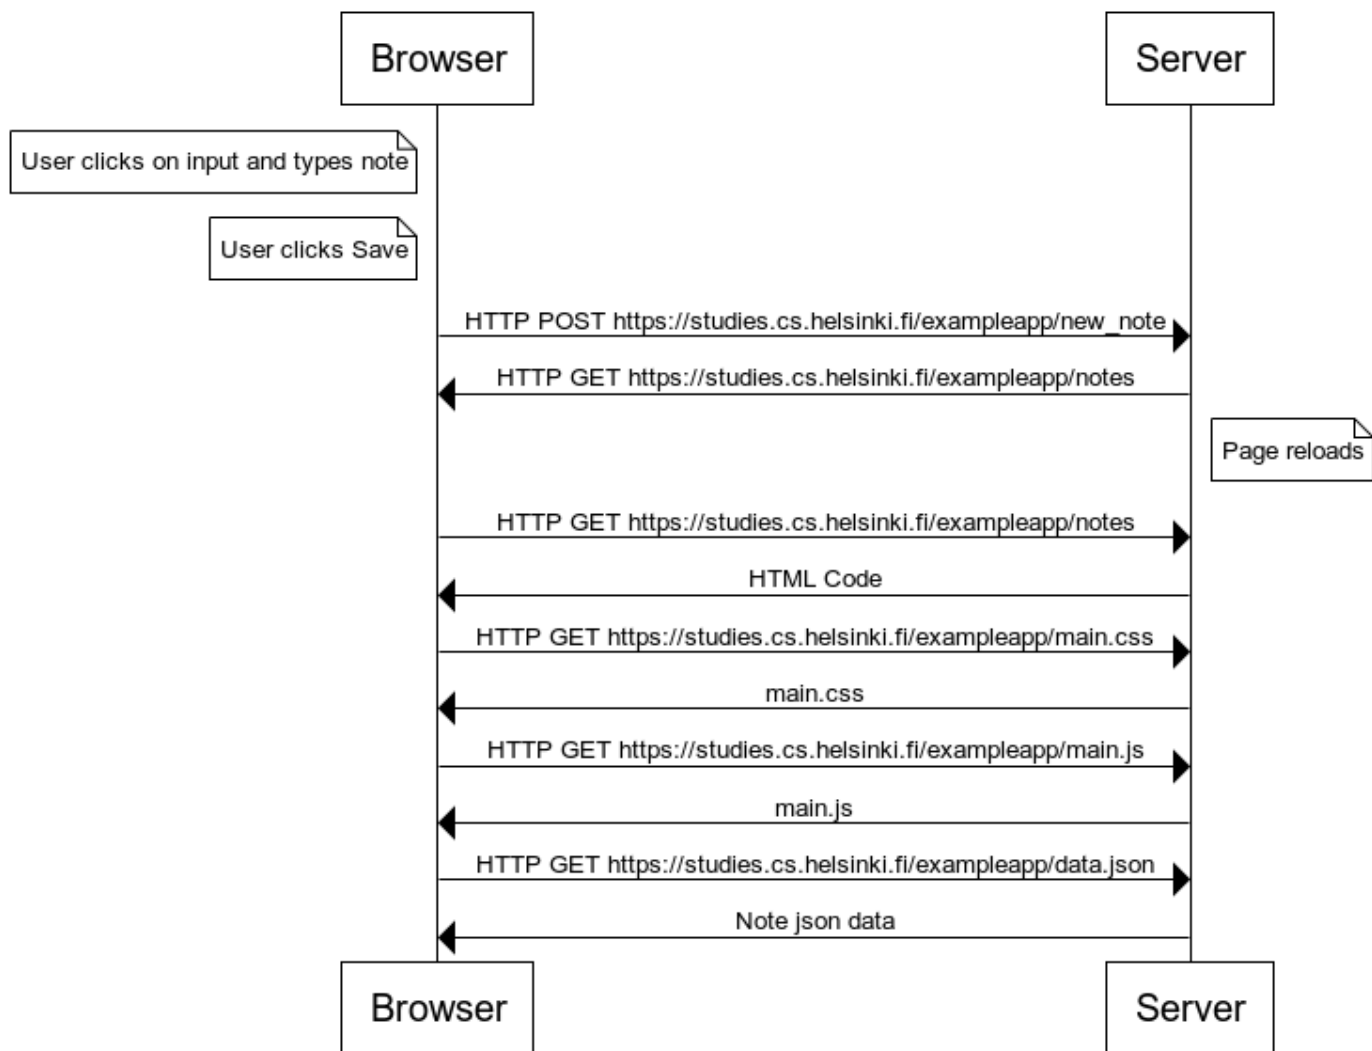 Browser
Server
User clicks on input and types note
User clicks Save
HTTP POST https://studies.cs.helsinki.fi/exampleapp/new_note
HTTP GET https://studies.cs.helsinki.fi/exampleapp/notes
Page reloads
HTTP GET https://studies.cs.helsinki.fi/exampleapp/notes
HTML Code
HTTP GET https://studies.cs.helsinki.fi/exampleapp/main.css
main.css
HTTP GET https://studies.cs.helsinki.fi/exampleapp/main.js
main.js
HTTP GET https://studies.cs.helsinki.fi/exampleapp/data.json
Note json data
Browser
Server